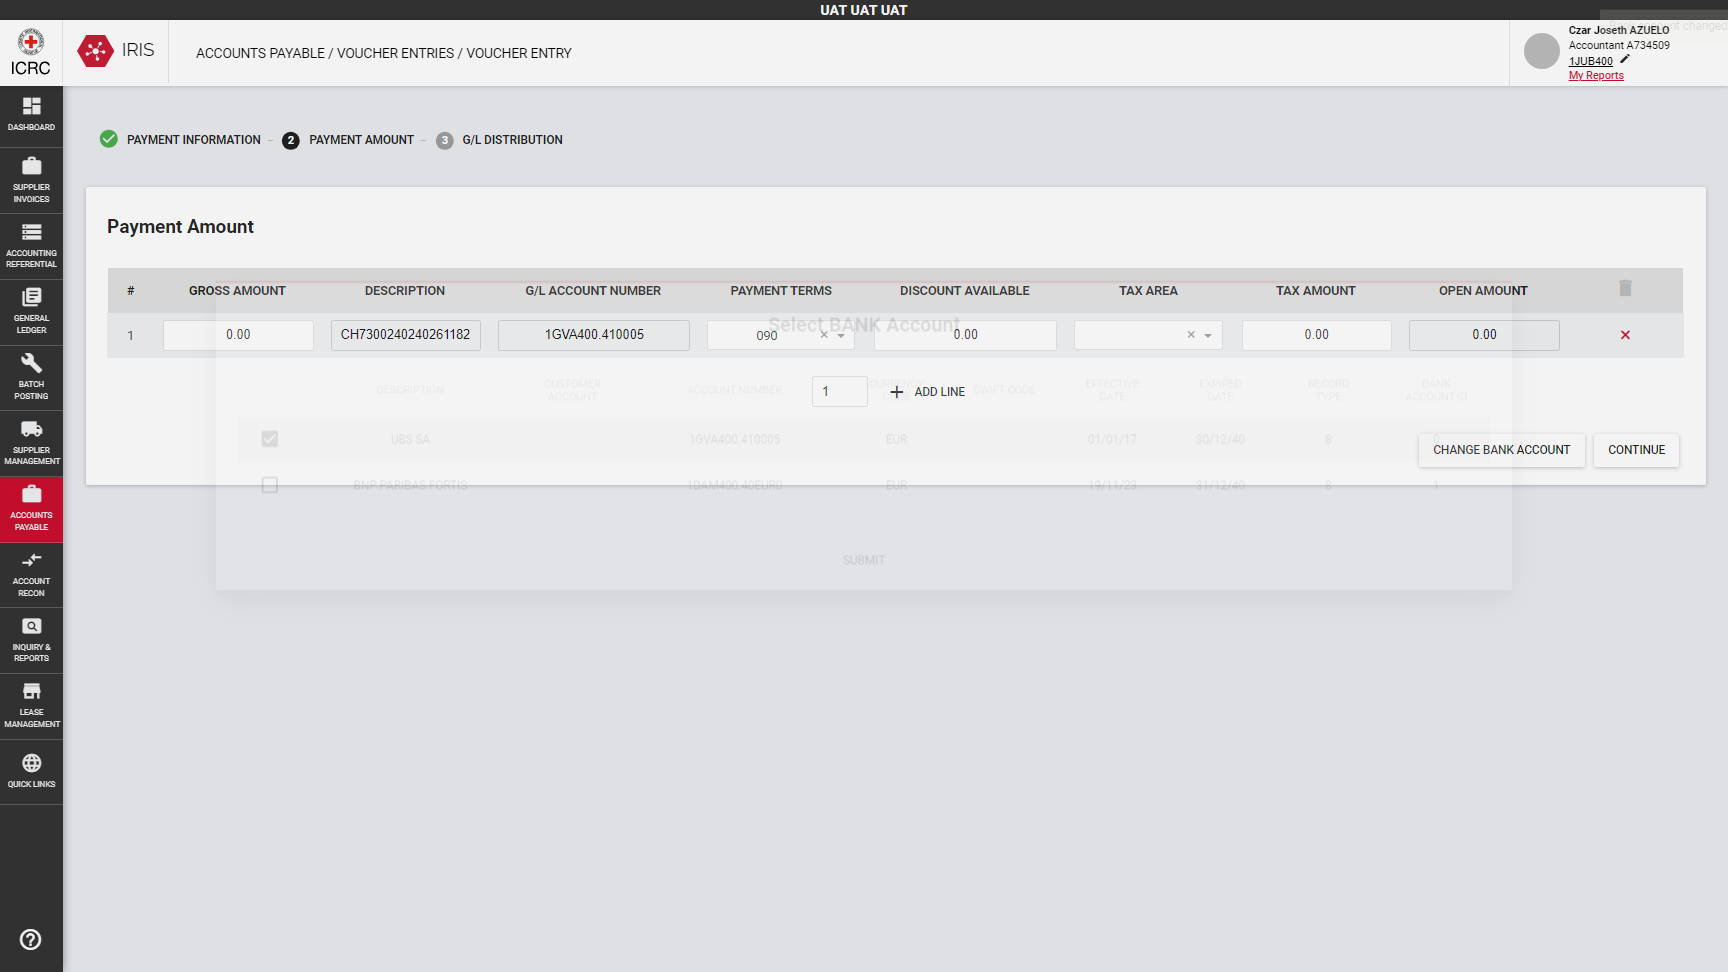 UAT UAT UAT
ICRC
IRIS
ACCOUNTS PAYABLE / VOUCHER ENTRIES / VOUCHER ENTRY
Bank account changed
Czar Joseth AZUELO
Accountant A734509
1JUB400
My Reports
DASHBOARD
SUPPLIER
INVOICES
ACCOUNTING
REFERENTIAL
GENERAL
LEDGER
BATCH
POSTING
SUPPLIER
MANAGEMENT
ACCOUNTS
PAYABLE
ACCOUNT
RECON
INQUIRY &
REPORTS
LEASE
MANAGEMENT
QUICK LINKS
PAYMENT INFORMATION – 2 PAYMENT AMOUNT – 3 G/L DISTRIBUTION
Payment Amount
# GROSS AMOUNT DESCRIPTION G/L ACCOUNT NUMBER PAYMENT TERMS DISCOUNT AVAILABLE TAX AREA TAX AMOUNT OPEN AMOUNT
1 0.00 CH7300240240261182 1GVA400.410005 090 × 0.00 × 0.00 0.00 ×
1 + ADD LINE
CHANGE BANK ACCOUNT CONTINUE
Select BANK Account
DESCRIPTION CUSTOMER ACCOUNT ACCOUNT NUMBER CURRENCY SWIFT CODE EFFECTIVE DATE EXPIRED DATE RECORD TYPE BANK ACCOUNT ID
UBS SA 1GVA400.410005 EUR 01/01/17 30/12/40 8 0
BNP PARIBAS FORTIS 1DAM400.40EUR0 EUR 19/11/23 31/12/40 8 1
SUBMIT